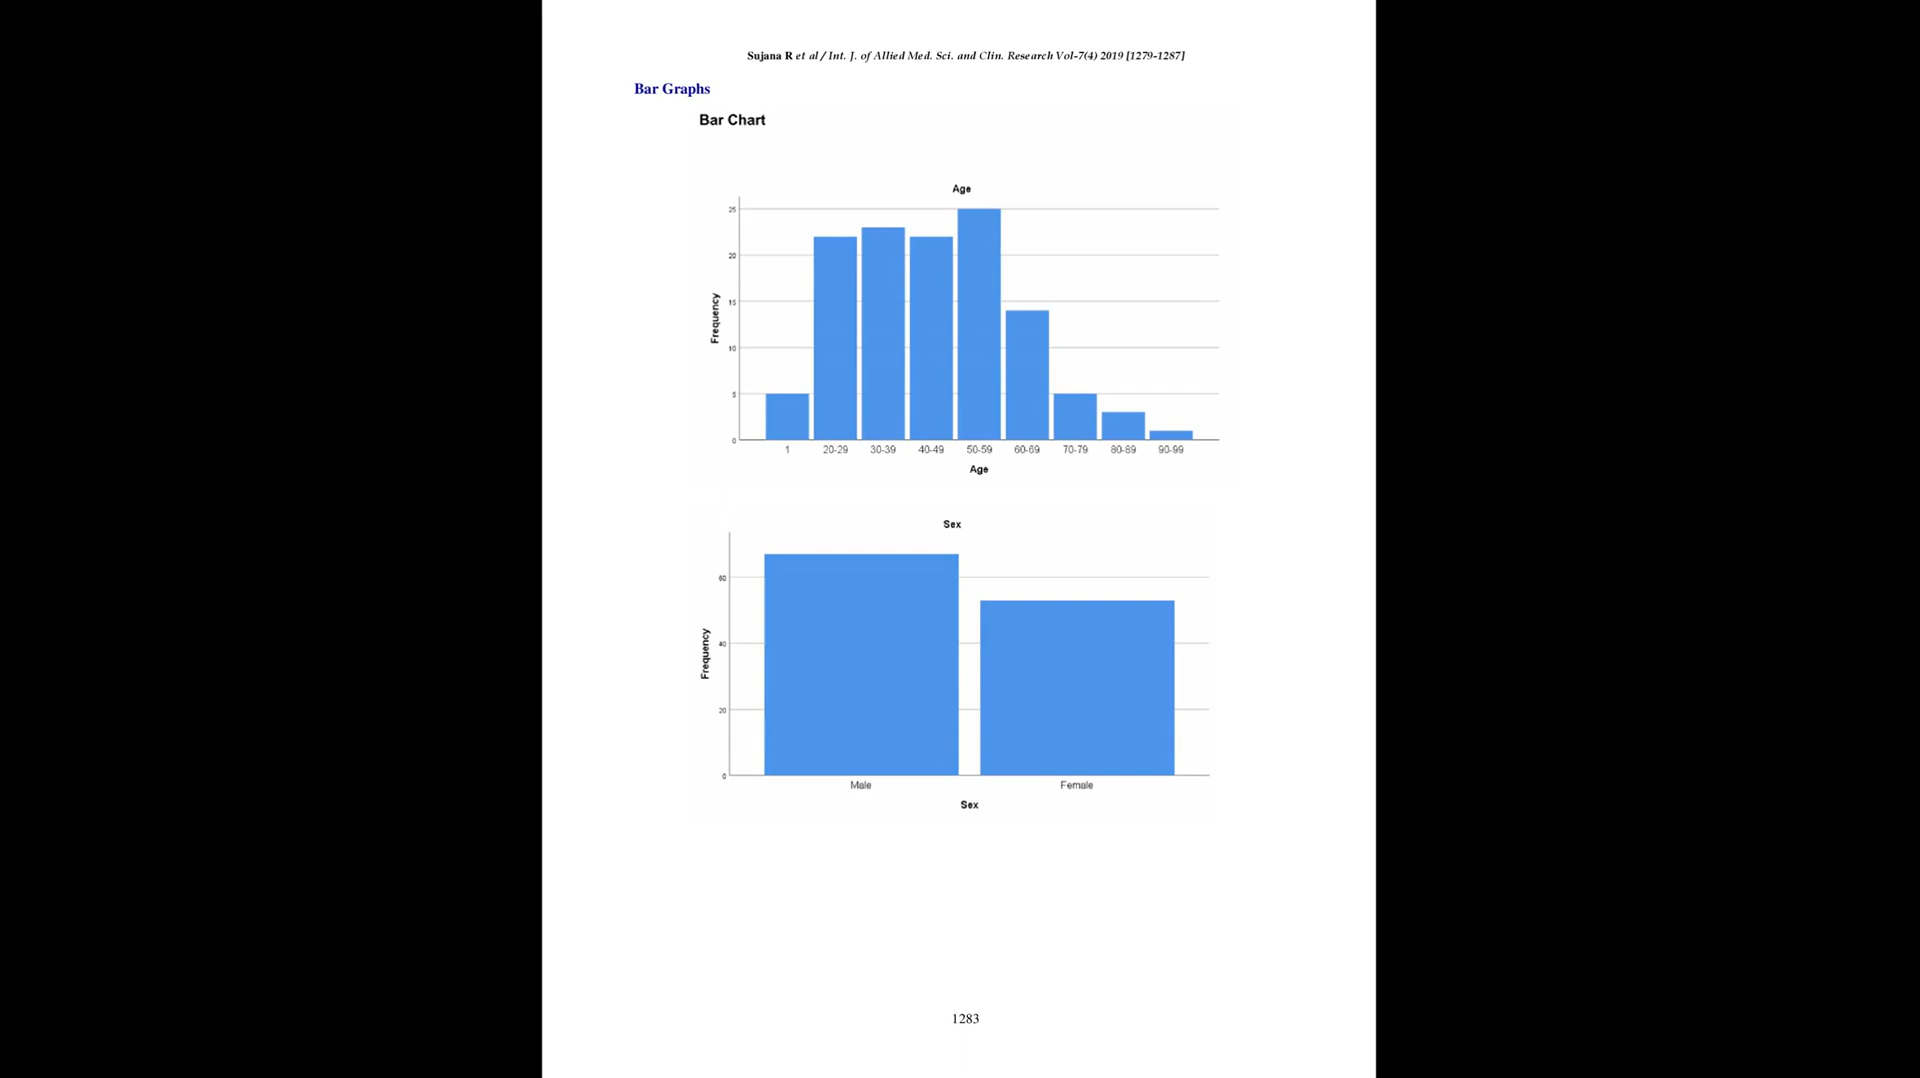 Sujana R et al / Int. J. of Allied Med. Sci. and Clin. Research Vol-7(4) 2019 [1279-1287]
Bar Graphs
Bar Chart
Age
25
20
15
10
5
0
Frequency
1 20-29 30-39 40-49 50-59 60-69 70-79 80-89 90-99
Age
Sex
60
40
20
0
Frequency
Male Female
Sex
1283